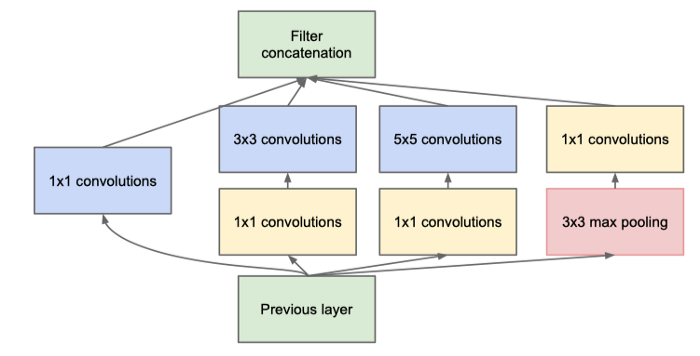 Filter
concatenation
3x3 convolutions
5x5 convolutions
1x1 convolutions
1x1 convolutions
1x1 convolutions
1x1 convolutions
3x3 max pooling
Previous layer